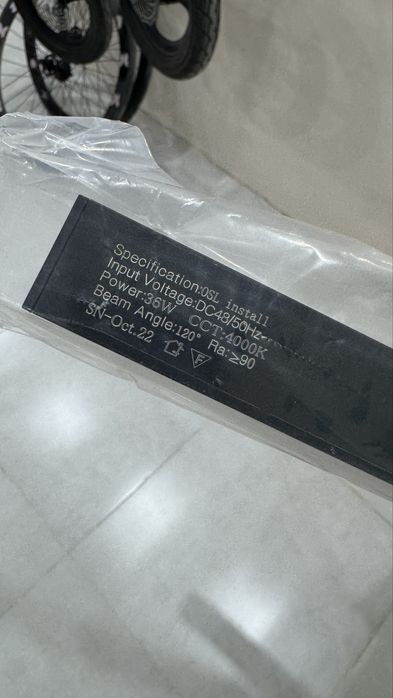 Specification:OSL install
Input Voltage:DC48/50Hz-
Power:36W CCT:4000K
Beam Angle:120° Ra:≥90
SN-Oct.22 F